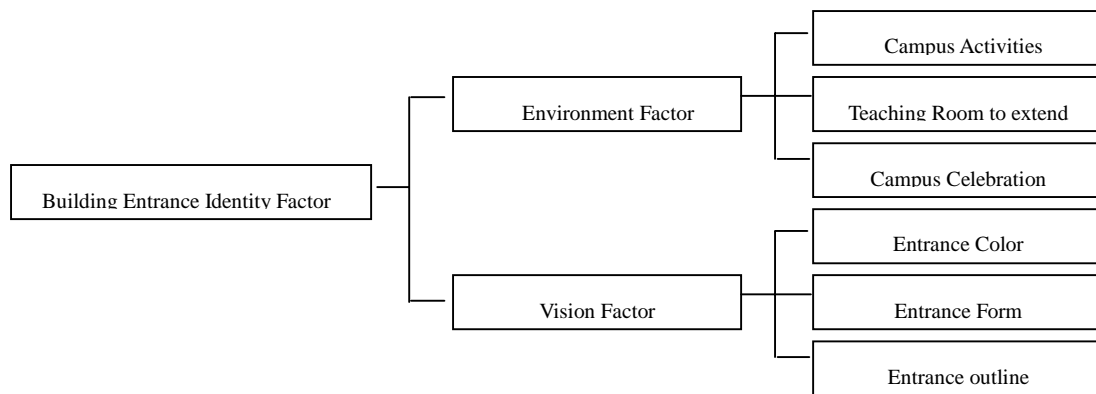 Campus Activities
Environment Factor
Teaching Room to extend
Campus Celebration
Building Entrance Identity Factor
Entrance Color
Vision Factor
Entrance Form
Entrance outline